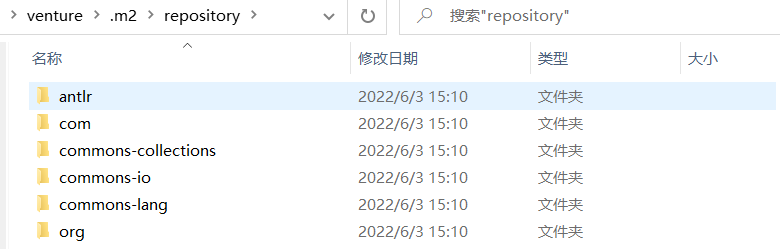 venture .m2 repository 搜索"repository"
名称 修改日期 类型 大小
antlr 2022/6/3 15:10 文件夹
com 2022/6/3 15:10 文件夹
commons-collections 2022/6/3 15:10 文件夹
commons-io 2022/6/3 15:10 文件夹
commons-lang 2022/6/3 15:10 文件夹
org 2022/6/3 15:10 文件夹